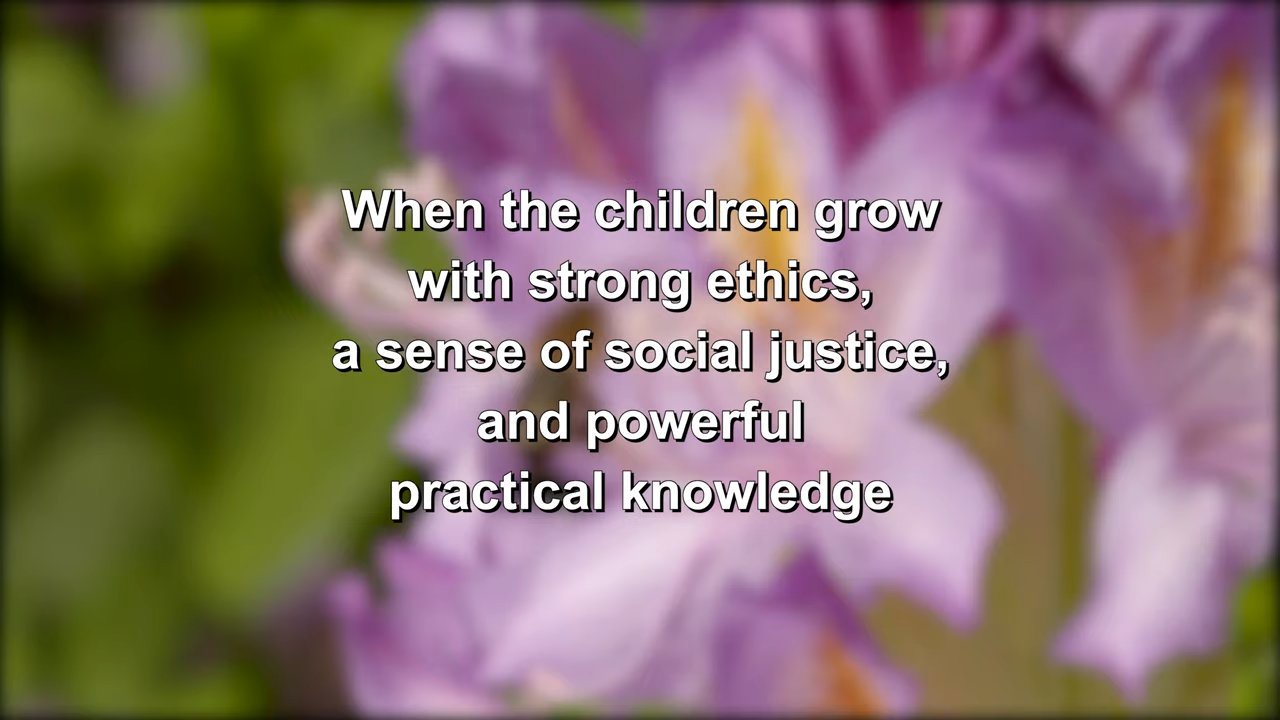 When the children grow
with strong ethics,
a sense of social justice,
and powerful
practical knowledge